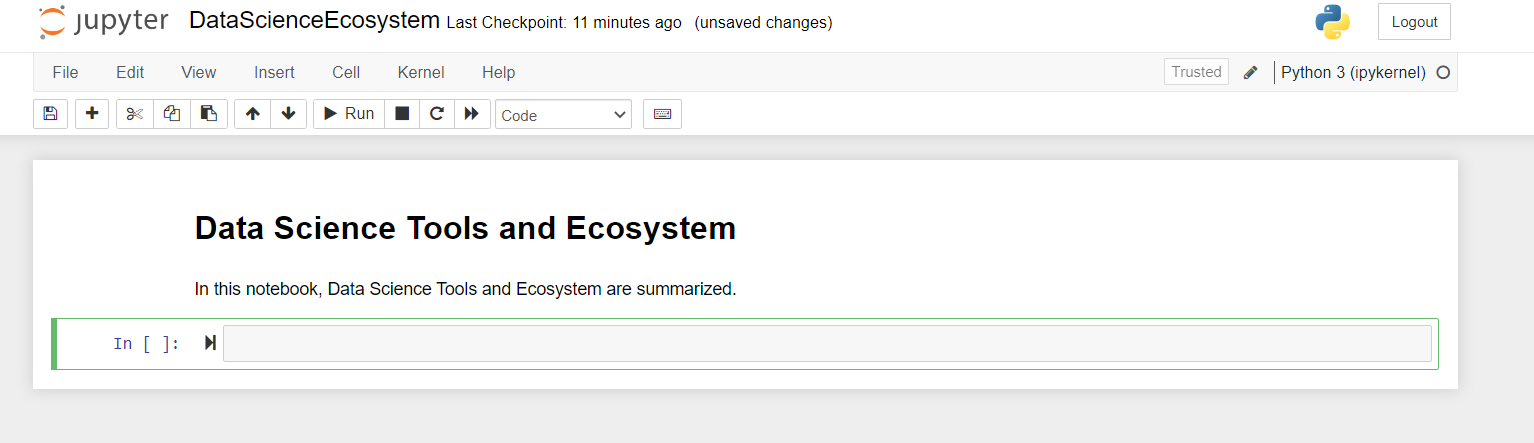 jupyter DataScienceEcosystem Last Checkpoint: 11 minutes ago (unsaved changes) Logout
File Edit View Insert Cell Kernel Help Trusted Python 3 (ipykernel)
Run Code
Data Science Tools and Ecosystem
In this notebook, Data Science Tools and Ecosystem are summarized.
In [ ]: